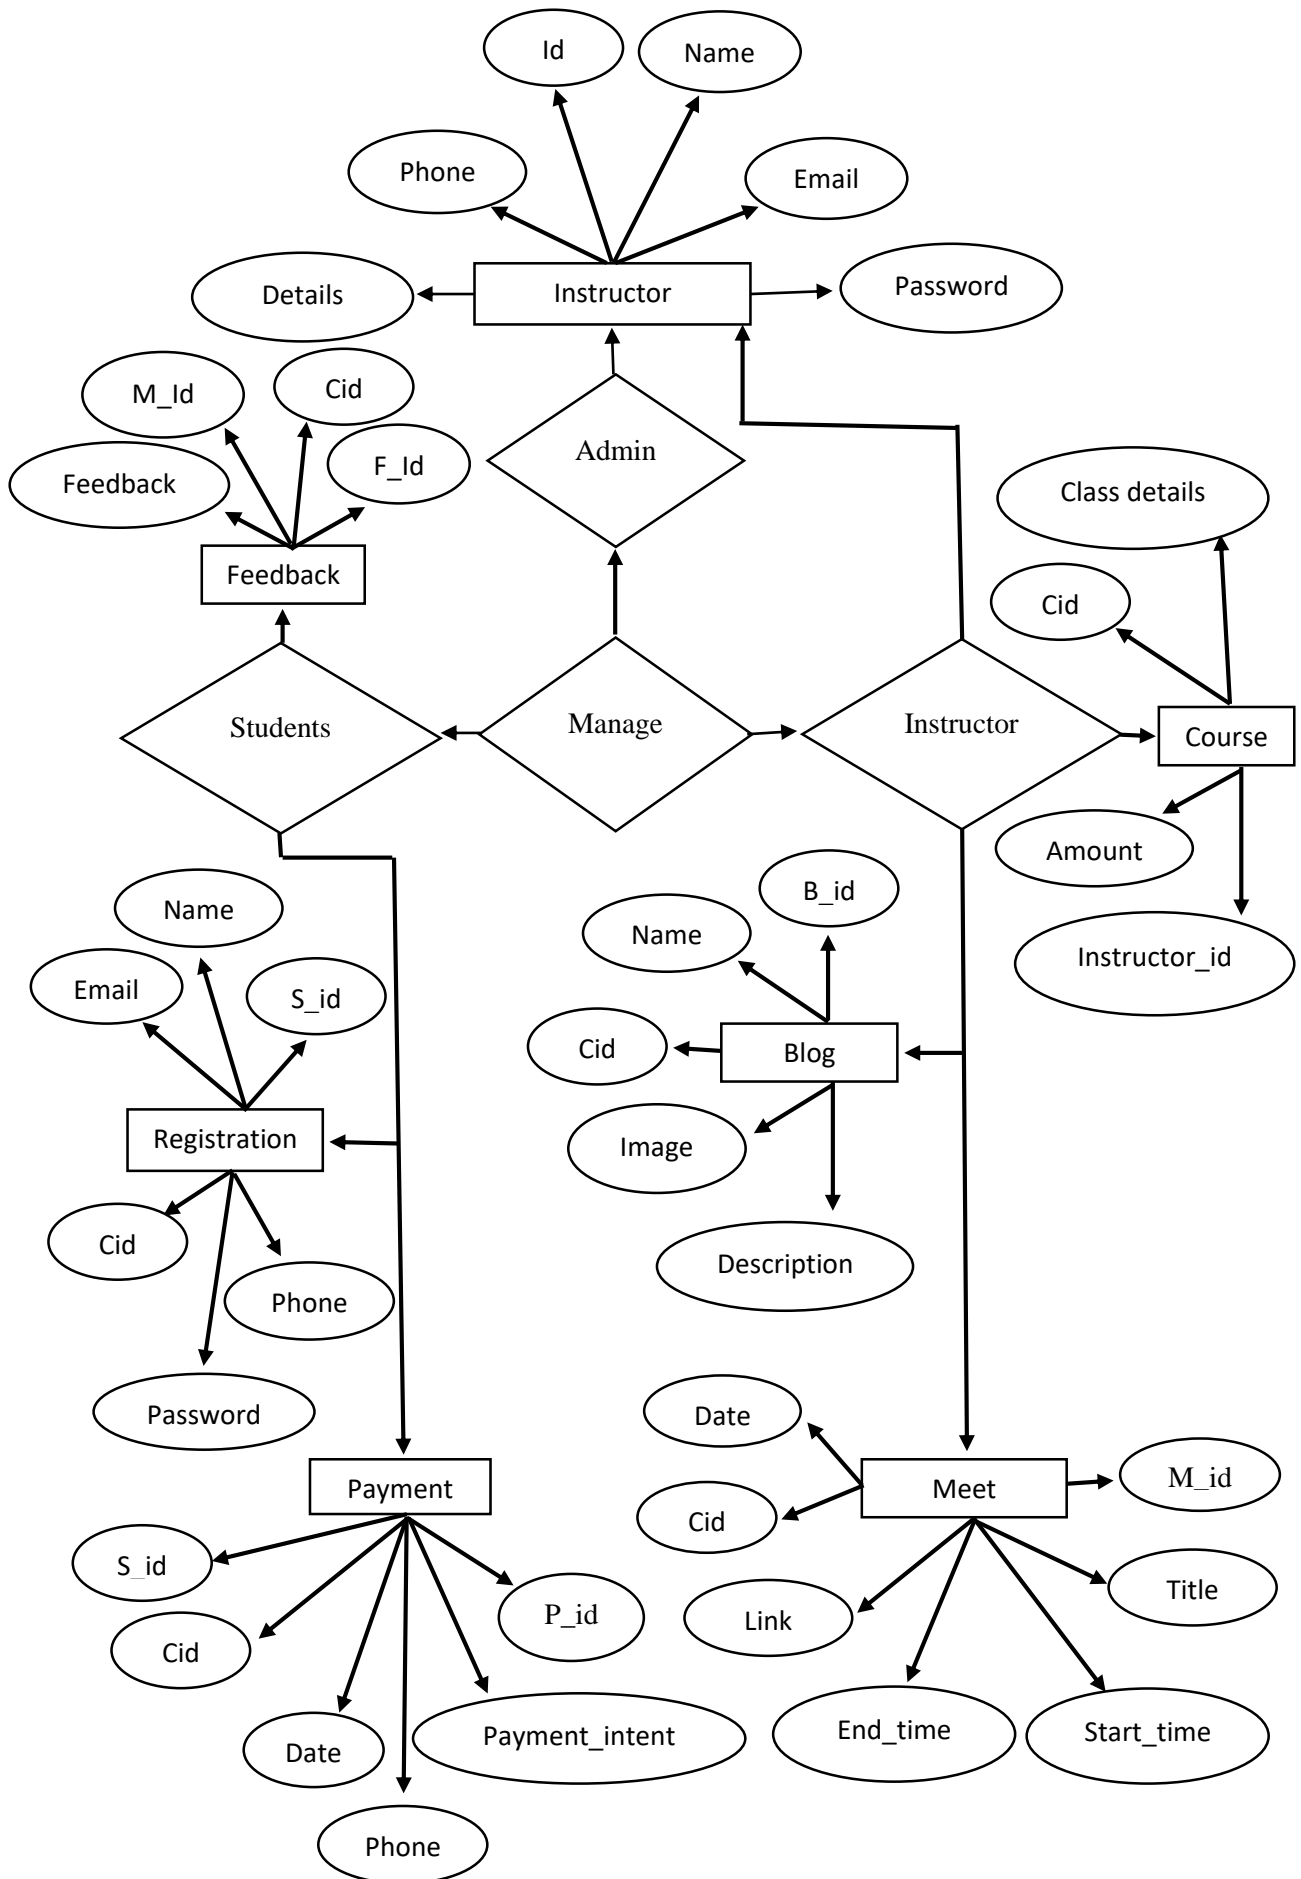 Id
Name
Phone
Email
Details
Instructor
Password
M_Id
Cid
Feedback
F_Id
Admin
Class details
Feedback
Cid
Students
Manage
Instructor
Course
Amount
Name
B_id
Name
Instructor_id
Email
S_id
Cid
Blog
Registration
Image
Cid
Phone
Description
Password
Date
Payment
Meet
M_id
Cid
S_id
P_id
Link
Title
Cid
Date
Payment_intent
End_time
Start_time
Phone